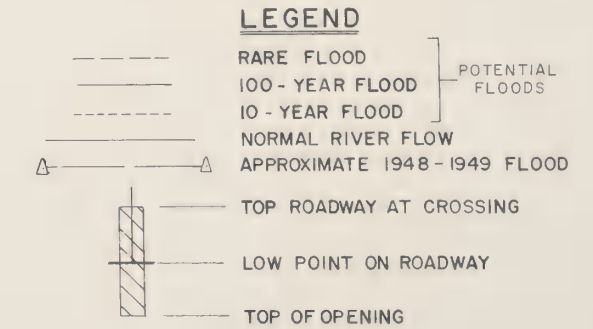 LEGEND
RARE FLOOD
100-YEAR FLOOD
10-YEAR FLOOD
POTENTIAL
FLOODS
NORMAL RIVER FLOW
APPROXIMATE 1948-1949 FLOOD
TOP ROADWAY AT CROSSING
LOW POINT ON ROADWAY
TOP OF OPENING